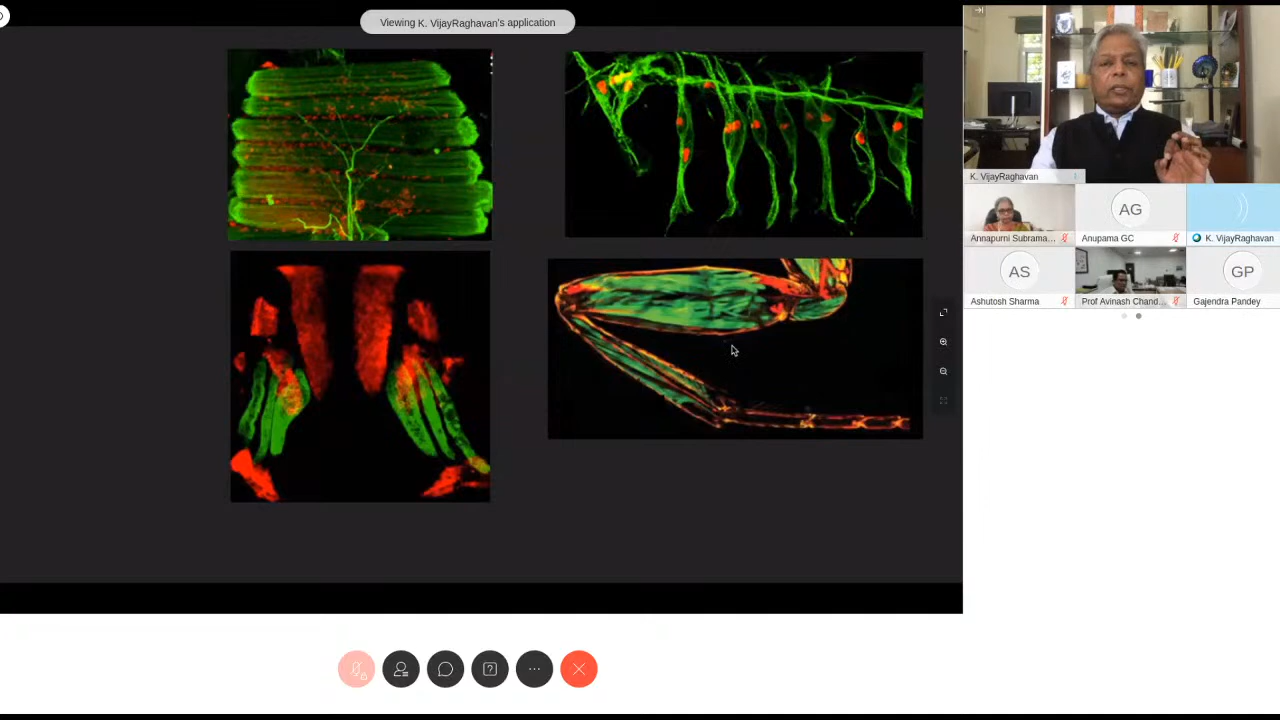 Viewing K. VijayRaghavan's application
K. VijayRaghavan
Annapurni Subrama...
AG
Anupama GC
K. VijayRaghavan
AS
Ashutosh Sharma
Prof Avinash Chand...
GP
Gajendra Pandey